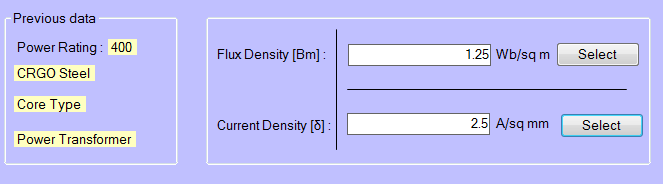 Previous data
Power Rating : 400
CRGO Steel
Core Type
Power Transformer
Flux Density [Bm] : 1.25 Wb/sq m Select
Current Density [δ] : 2.5 A/sq mm Select